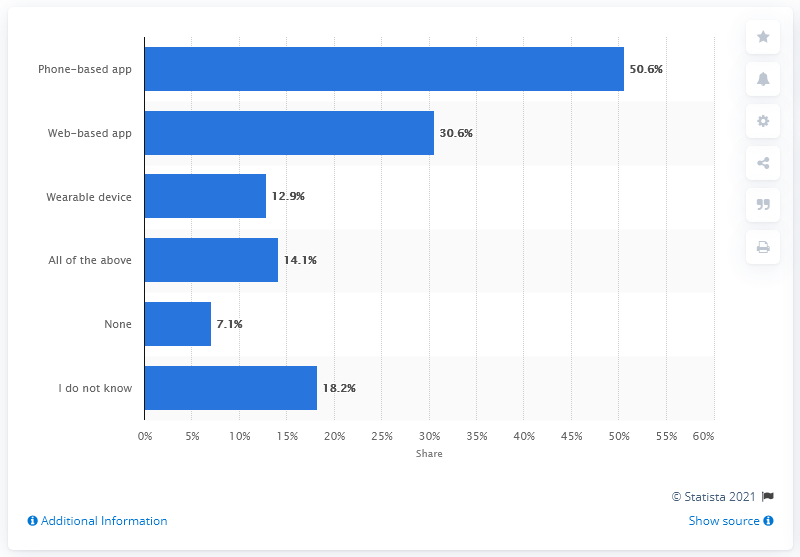 Phone-based app 50.6%
Web-based app 30.6%
Wearable device 12.9%
All of the above 14.1%
None 7.1%
I do not know 18.2%
0% 5% 10% 15% 20% 25% 30% 35% 40% 45% 50% 55% 60%
Share
© Statista 2021
Additional Information Show source